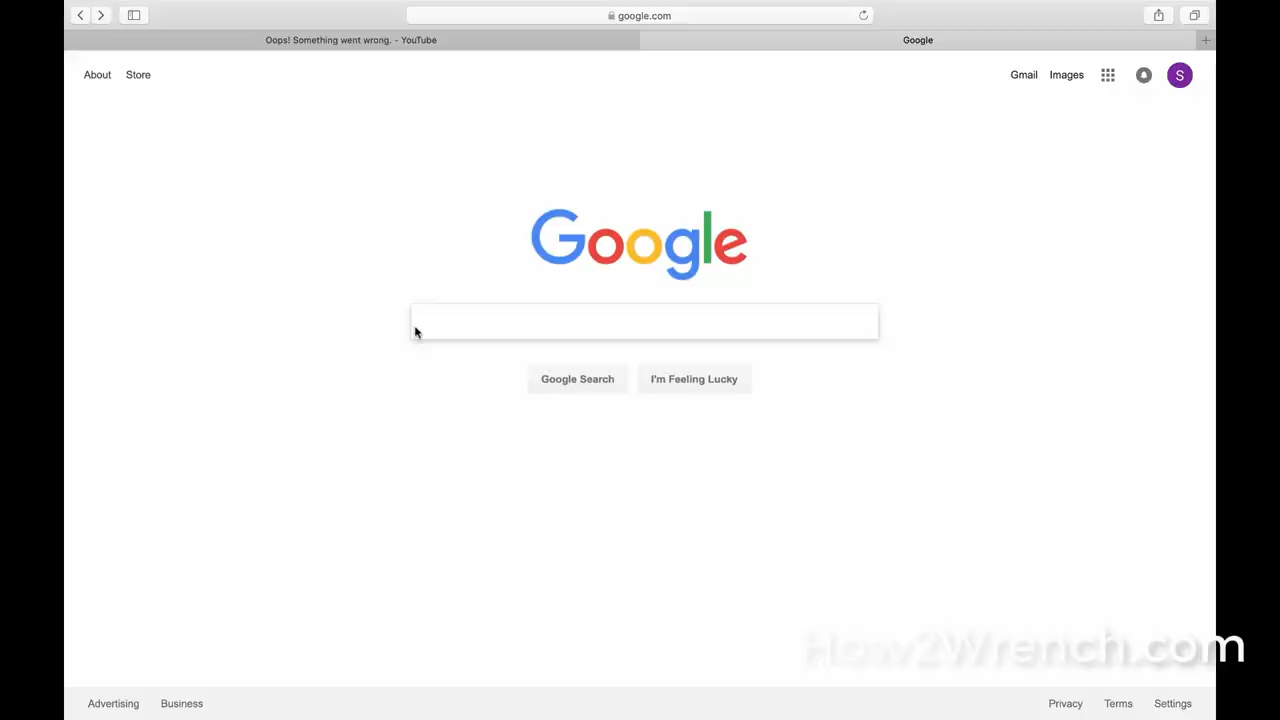 google.com
Oops! Something went wrong. - YouTube
Google
+
About
Store
Gmail
Images
S
Google
Google Search
I'm Feeling Lucky
How2Wrench.com
Advertising
Business
Privacy
Terms
Settings